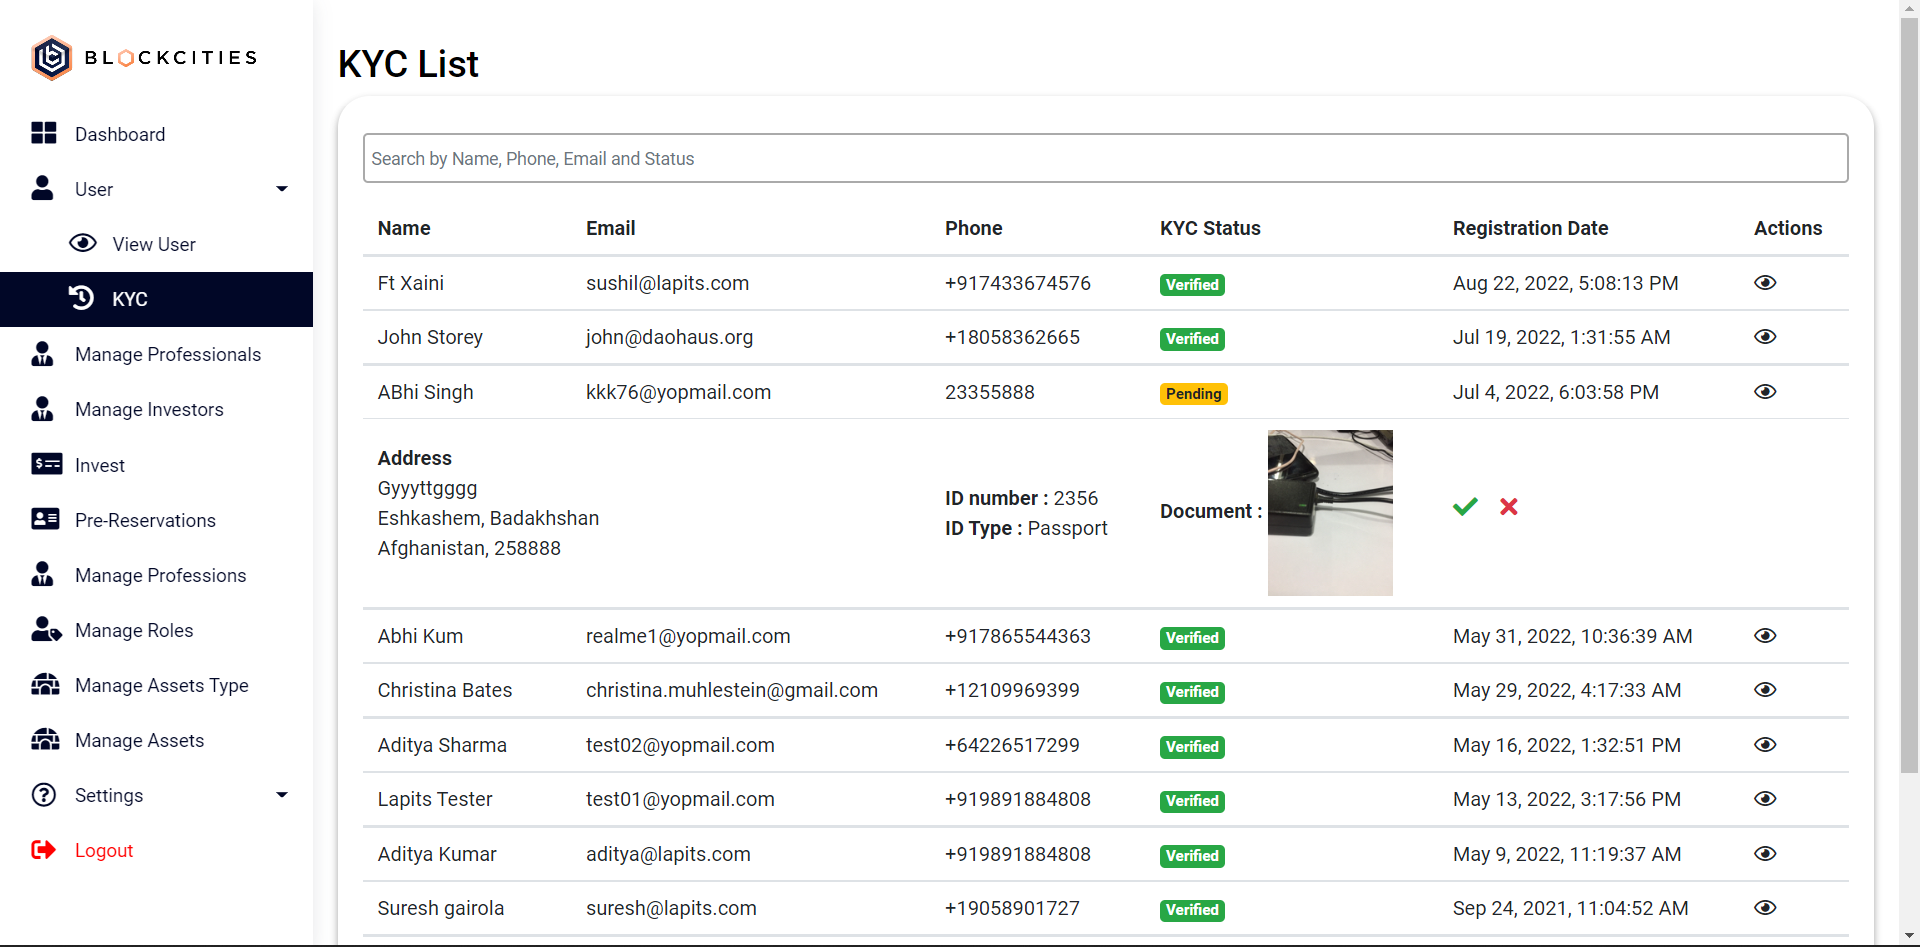 BLOCKCITIES
Dashboard
User
View User
KYC
Manage Professionals
Manage Investors
Invest
Pre-Reservations
Manage Professions
Manage Roles
Manage Assets Type
Manage Assets
Settings
Logout
KYC List
Search by Name, Phone, Email and Status
Name Email Phone KYC Status Registration Date Actions
Ft Xaini sushil@lapits.com +917433674576 Verified Aug 22, 2022, 5:08:13 PM
John Storey john@daohaus.org +18058362665 Verified Jul 19, 2022, 1:31:55 AM
ABhi Singh kkk76@yopmail.com 23355888 Pending Jul 4, 2022, 6:03:58 PM
Address
Gyyyttgggg
Eshkashem, Badakhshan
Afghanistan, 258888
ID number : 2356
ID Type : Passport
Document :
Abhi Kum realme1@yopmail.com +917865544363 Verified May 31, 2022, 10:36:39 AM
Christina Bates christina.muhlestein@gmail.com +12109969399 Verified May 29, 2022, 4:17:33 AM
Aditya Sharma test02@yopmail.com +64226517299 Verified May 16, 2022, 1:32:51 PM
Lapits Tester test01@yopmail.com +919891884808 Verified May 13, 2022, 3:17:56 PM
Aditya Kumar aditya@lapits.com +919891884808 Verified May 9, 2022, 11:19:37 AM
Suresh gairola suresh@lapits.com +19058901727 Verified Sep 24, 2021, 11:04:52 AM